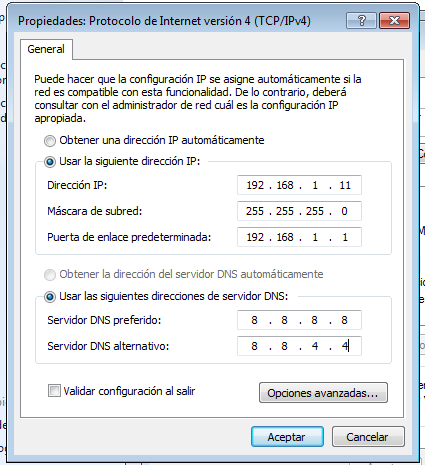 Propiedades: Protocolo de Internet versión 4 (TCP/IPv4)
General
Puede hacer que la configuración IP se asigne automáticamente si la
red es compatible con esta funcionalidad. De lo contrario, deberá
consultar con el administrador de red cuál es la configuración IP
apropiada.
Obtener una dirección IP automáticamente
Usar la siguiente dirección IP:
Dirección IP: 192 . 168 . 1 . 11
Máscara de subred: 255 . 255 . 255 . 0
Puerta de enlace predeterminada: 192 . 168 . 1 . 1
Obtener la dirección del servidor DNS automáticamente
Usar las siguientes direcciones de servidor DNS:
Servidor DNS preferido: 8 . 8 . 8 . 8
Servidor DNS alternativo: 8 . 8 . 4 . 4
Validar configuración al salir
Opciones avanzadas...
Aceptar Cancelar